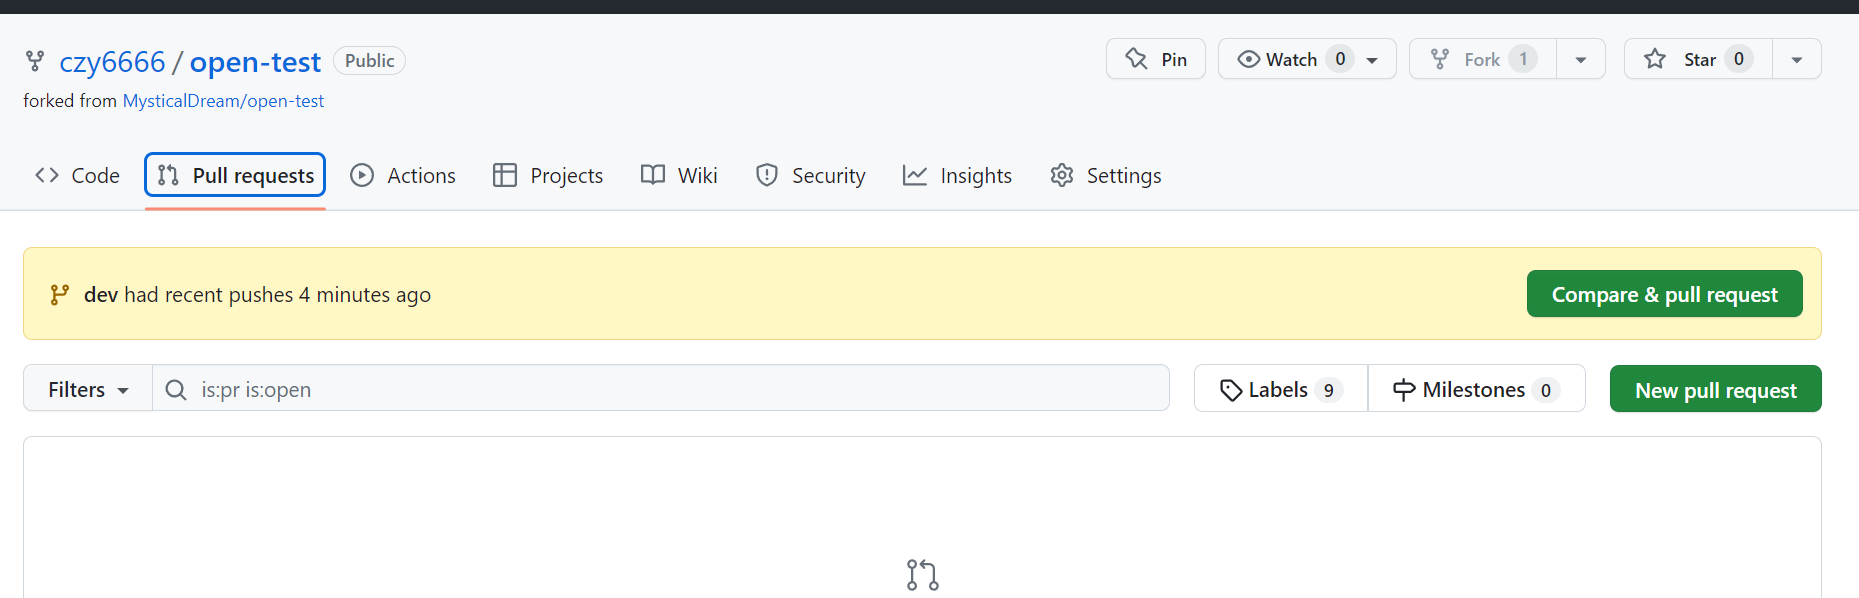 czy6666 / open-test Public Pin Watch 0 Fork 1 Star 0
forked from MysticalDream/open-test
Code Pull requests Actions Projects Wiki Security Insights Settings
dev had recent pushes 4 minutes ago Compare & pull request
Filters is:pr is:open Labels 9 Milestones 0 New pull request